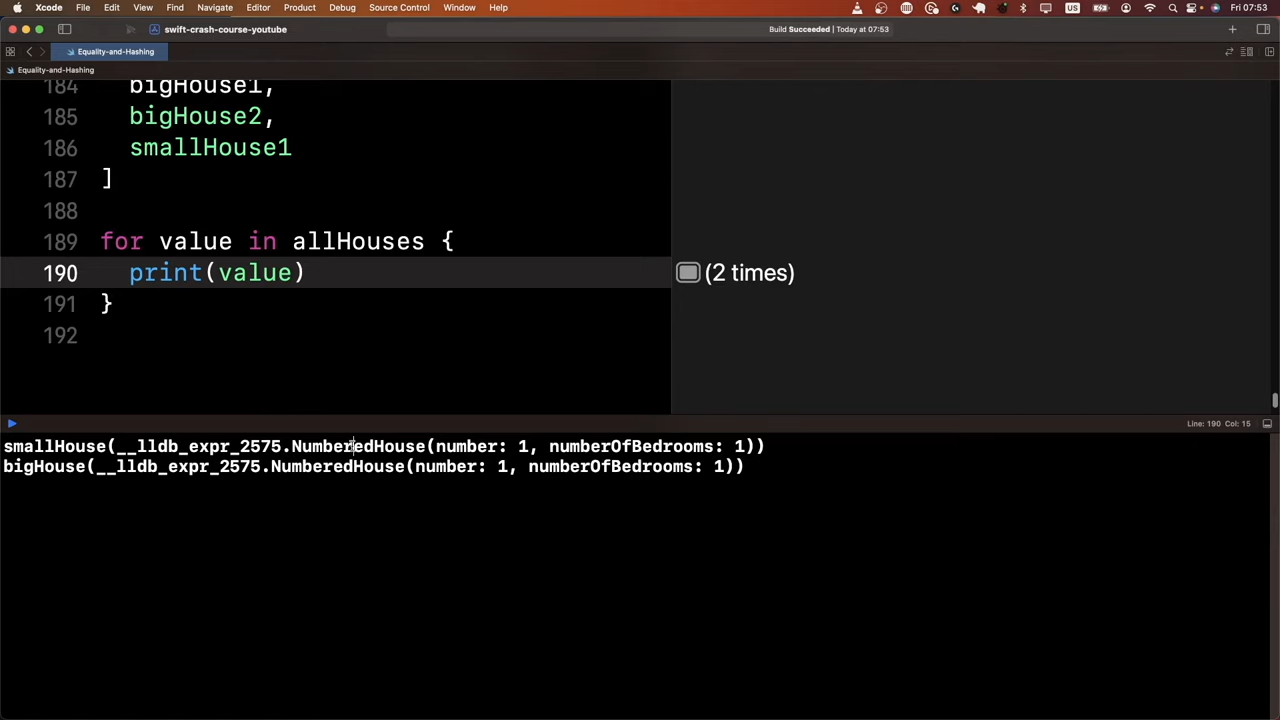 Xcode File Edit View Find Navigate Editor Product Debug Source Control Window Help US Fri 07:53
swift-crash-course-youtube Build Succeeded | Today at 07:53
Equality-and-Hashing
Equality-and-Hashing
184 bigHouse1,
185 bigHouse2,
186 smallHouse1
187 ]
188
189 for value in allHouses {
190 print(value) (2 times)
191 }
192
Line: 190 Col: 15
smallHouse(__lldb_expr_2575.NumberedHouse(number: 1, numberOfBedrooms: 1))
bigHouse(__lldb_expr_2575.NumberedHouse(number: 1, numberOfBedrooms: 1))